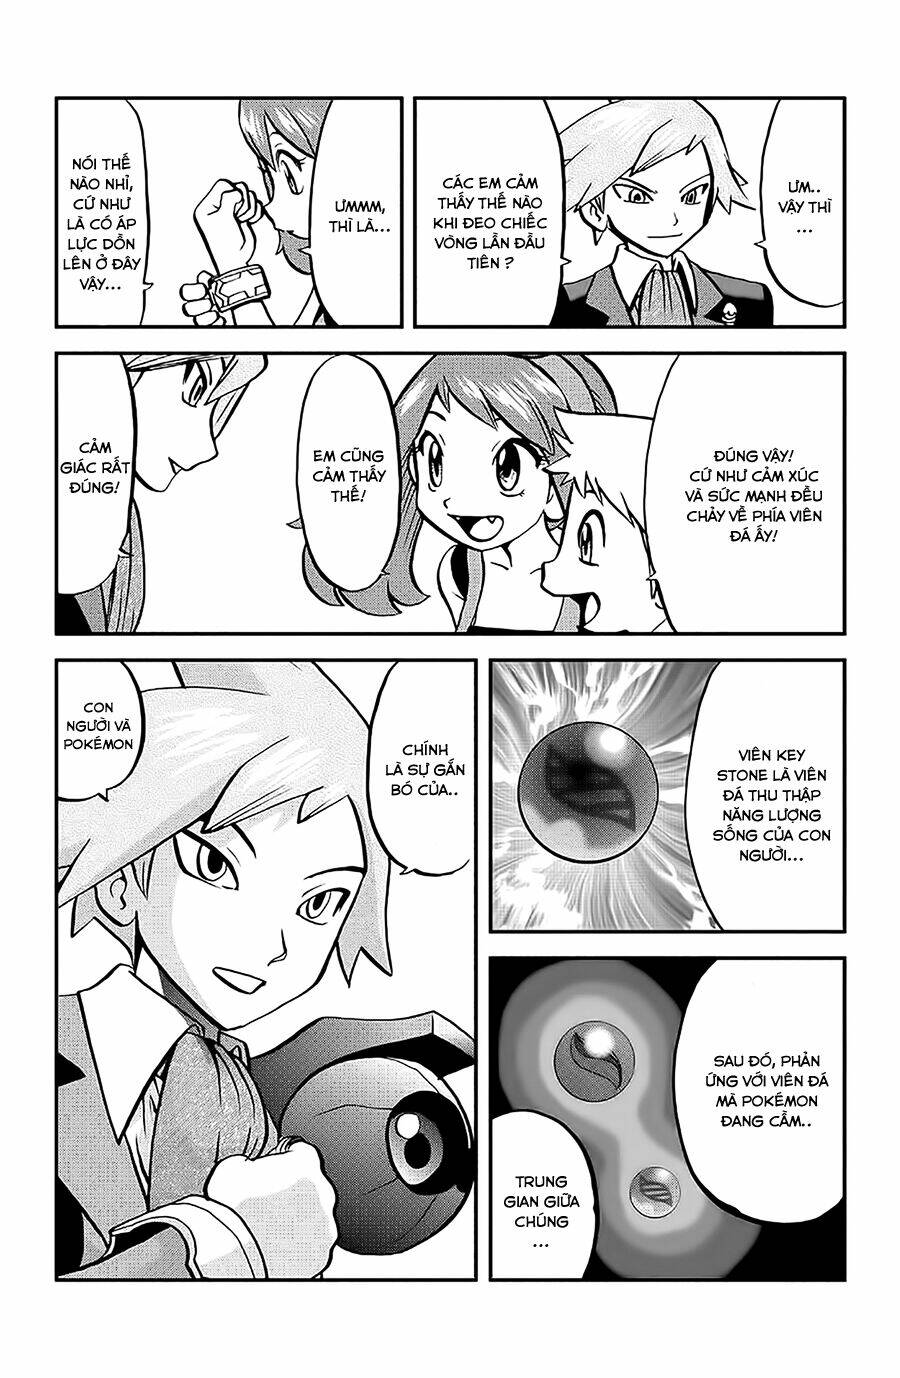 ƯM..
VẬY THÌ
...
CÁC EM CẢM
THẤY THẾ NÀO
KHI ĐEO CHIẾC
VÒNG LẦN ĐẦU
TIÊN ?
ƯMMM,
THÌ LÀ...
NÓI THẾ
NÀO NHỈ,
CỨ NHƯ
LÀ CÓ ÁP
LỰC DỒN
LÊN Ở ĐÂY
VẬY...
ĐÚNG VẬY!
CỨ NHƯ CẢM XÚC
VÀ SỨC MẠNH ĐỀU
CHẢY VỀ PHÍA VIÊN
ĐÁ ẤY!
EM CŨNG
CẢM THẤY
THẾ!
CẢM
GIÁC RẤT
ĐÚNG!
VIÊN KEY
STONE LÀ VIÊN
ĐÁ THU THẬP
NĂNG LƯỢNG
SỐNG CỦA CON
NGƯỜI...
SAU ĐÓ, PHẢN
ỨNG VỚI VIÊN ĐÁ
MÀ POKÉMON
ĐANG CẦM..
TRUNG
GIAN GIỮA
CHÚNG
...
CHÍNH
LÀ SỰ GẮN
BÓ CỦA..
CON
NGƯỜI VÀ
POKÉMON